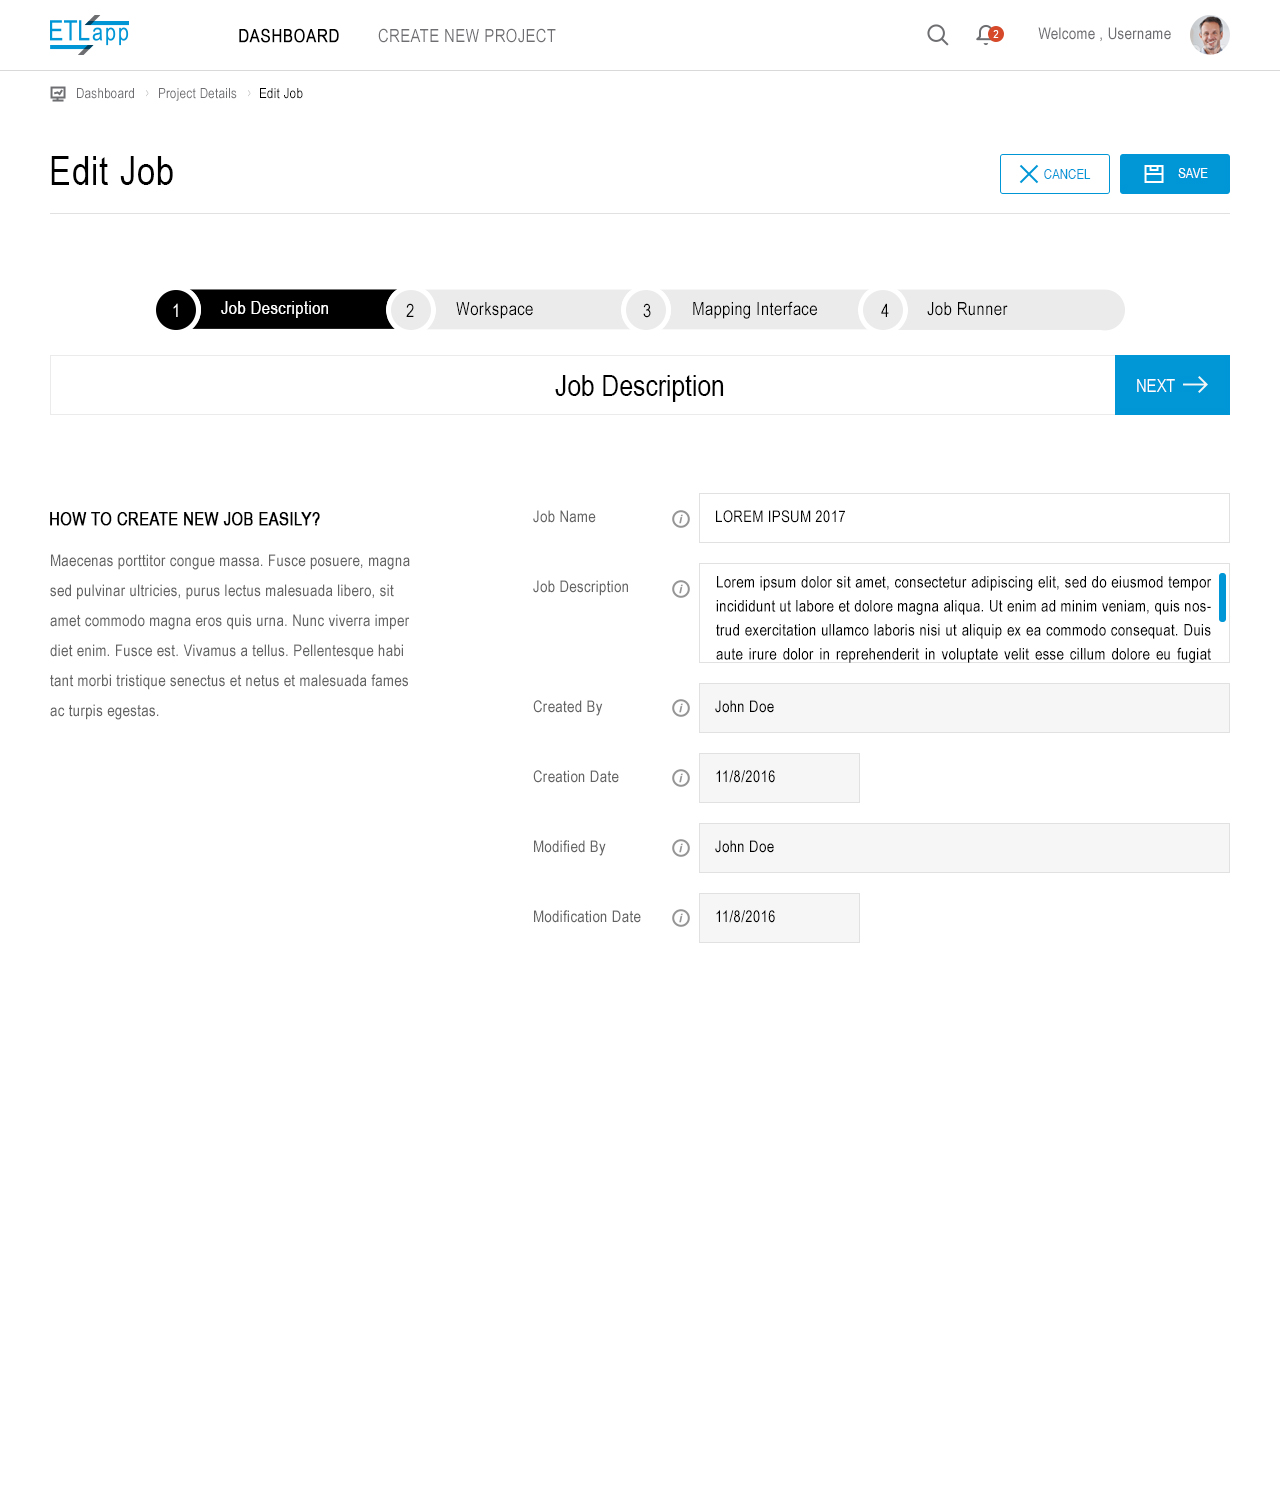 ETLapp
DASHBOARD
CREATE NEW PROJECT
2
Welcome , Username
Dashboard
Project Details
Edit Job
Edit Job
CANCEL
SAVE
1
Job Description
2
Workspace
3
Mapping Interface
4
Job Runner
Job Description
NEXT
HOW TO CREATE NEW JOB EASILY?
Maecenas porttitor congue massa. Fusce posuere, magna
sed pulvinar ultricies, purus lectus malesuada libero, sit
amet commodo magna eros quis urna. Nunc viverra imper
diet enim. Fusce est. Vivamus a tellus. Pellentesque habi
tant morbi tristique senectus et netus et malesuada fames
ac turpis egestas.
Job Name
i
LOREM IPSUM 2017
Job Description
i
Lorem ipsum dolor sit amet, consectetur adipiscing elit, sed do eiusmod tempor
incididunt ut labore et dolore magna aliqua. Ut enim ad minim veniam, quis nos-
trud exercitation ullamco laboris nisi ut aliquip ex ea commodo consequat. Duis
aute irure dolor in reprehenderit in voluptate velit esse cillum dolore eu fugiat
Created By
i
John Doe
Creation Date
i
11/8/2016
Modified By
i
John Doe
Modification Date
i
11/8/2016